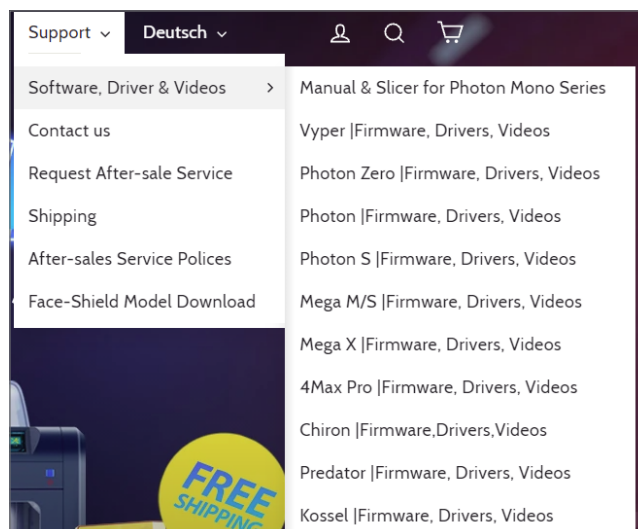 Support
Deutsch
Software, Driver & Videos
Contact us
Request After-sale Service
Shipping
After-sales Service Polices
Face-Shield Model Download
Manual & Slicer for Photon Mono Series
Vyper |Firmware, Drivers, Videos
Photon Zero |Firmware, Drivers, Videos
Photon |Firmware, Drivers, Videos
Photon S |Firmware, Drivers, Videos
Mega M/S |Firmware, Drivers, Videos
Mega X |Firmware, Drivers, Videos
4Max Pro |Firmware, Drivers, Videos
Chiron |Firmware,Drivers,Videos
Predator |Firmware, Drivers, Videos
Kossel |Firmware, Drivers, Videos
FREE
SHIPPING